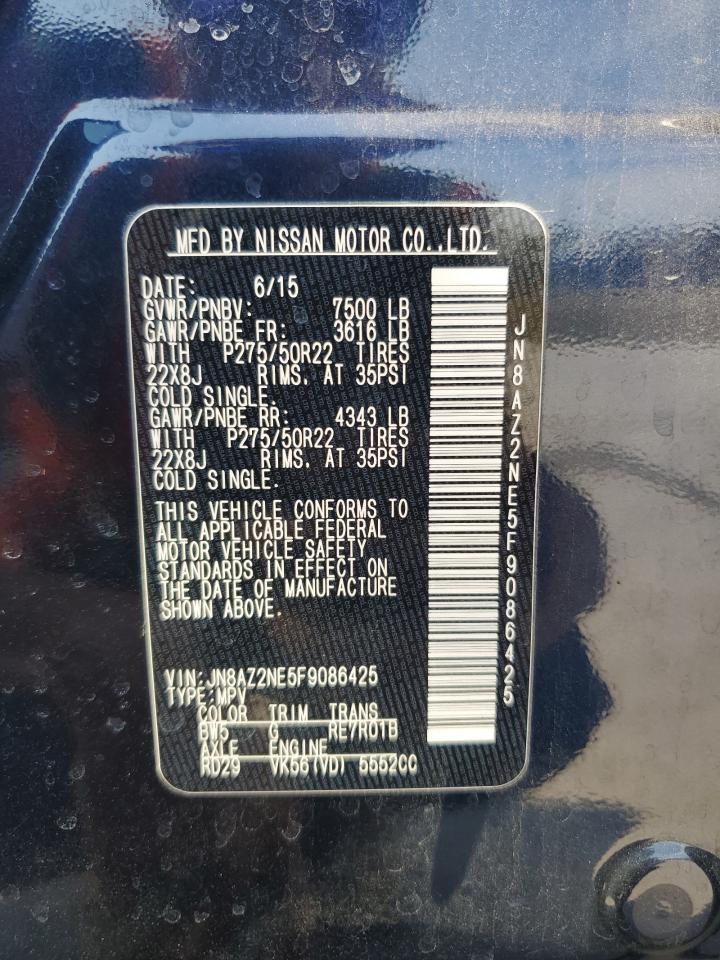 MFD BY NISSAN MOTOR CO.,LTD.
DATE: 6/15
GVWR/PNBV: 7500 LB
GAWR/PNBE FR: 3616 LB
WITH P275/50R22 TIRES
22X8J RIMS. AT 35PSI
COLD SINGLE.
GAWR/PNBE RR: 4343 LB
WITH P275/50R22 TIRES
22X8J RIMS. AT 35PSI
COLD SINGLE.
THIS VEHICLE CONFORMS TO
ALL APPLICABLE FEDERAL
MOTOR VEHICLE SAFETY
STANDARDS IN EFFECT ON
THE DATE OF MANUFACTURE
SHOWN ABOVE.
VIN:JN8AZ2NE5F9086425
TYPE:MPV
COLOR TRIM TRANS
BW5 G RE7R01B
AXLE ENGINE
RD29 VK56(VD) 5552CC
JN8AZ2NE5F9086425